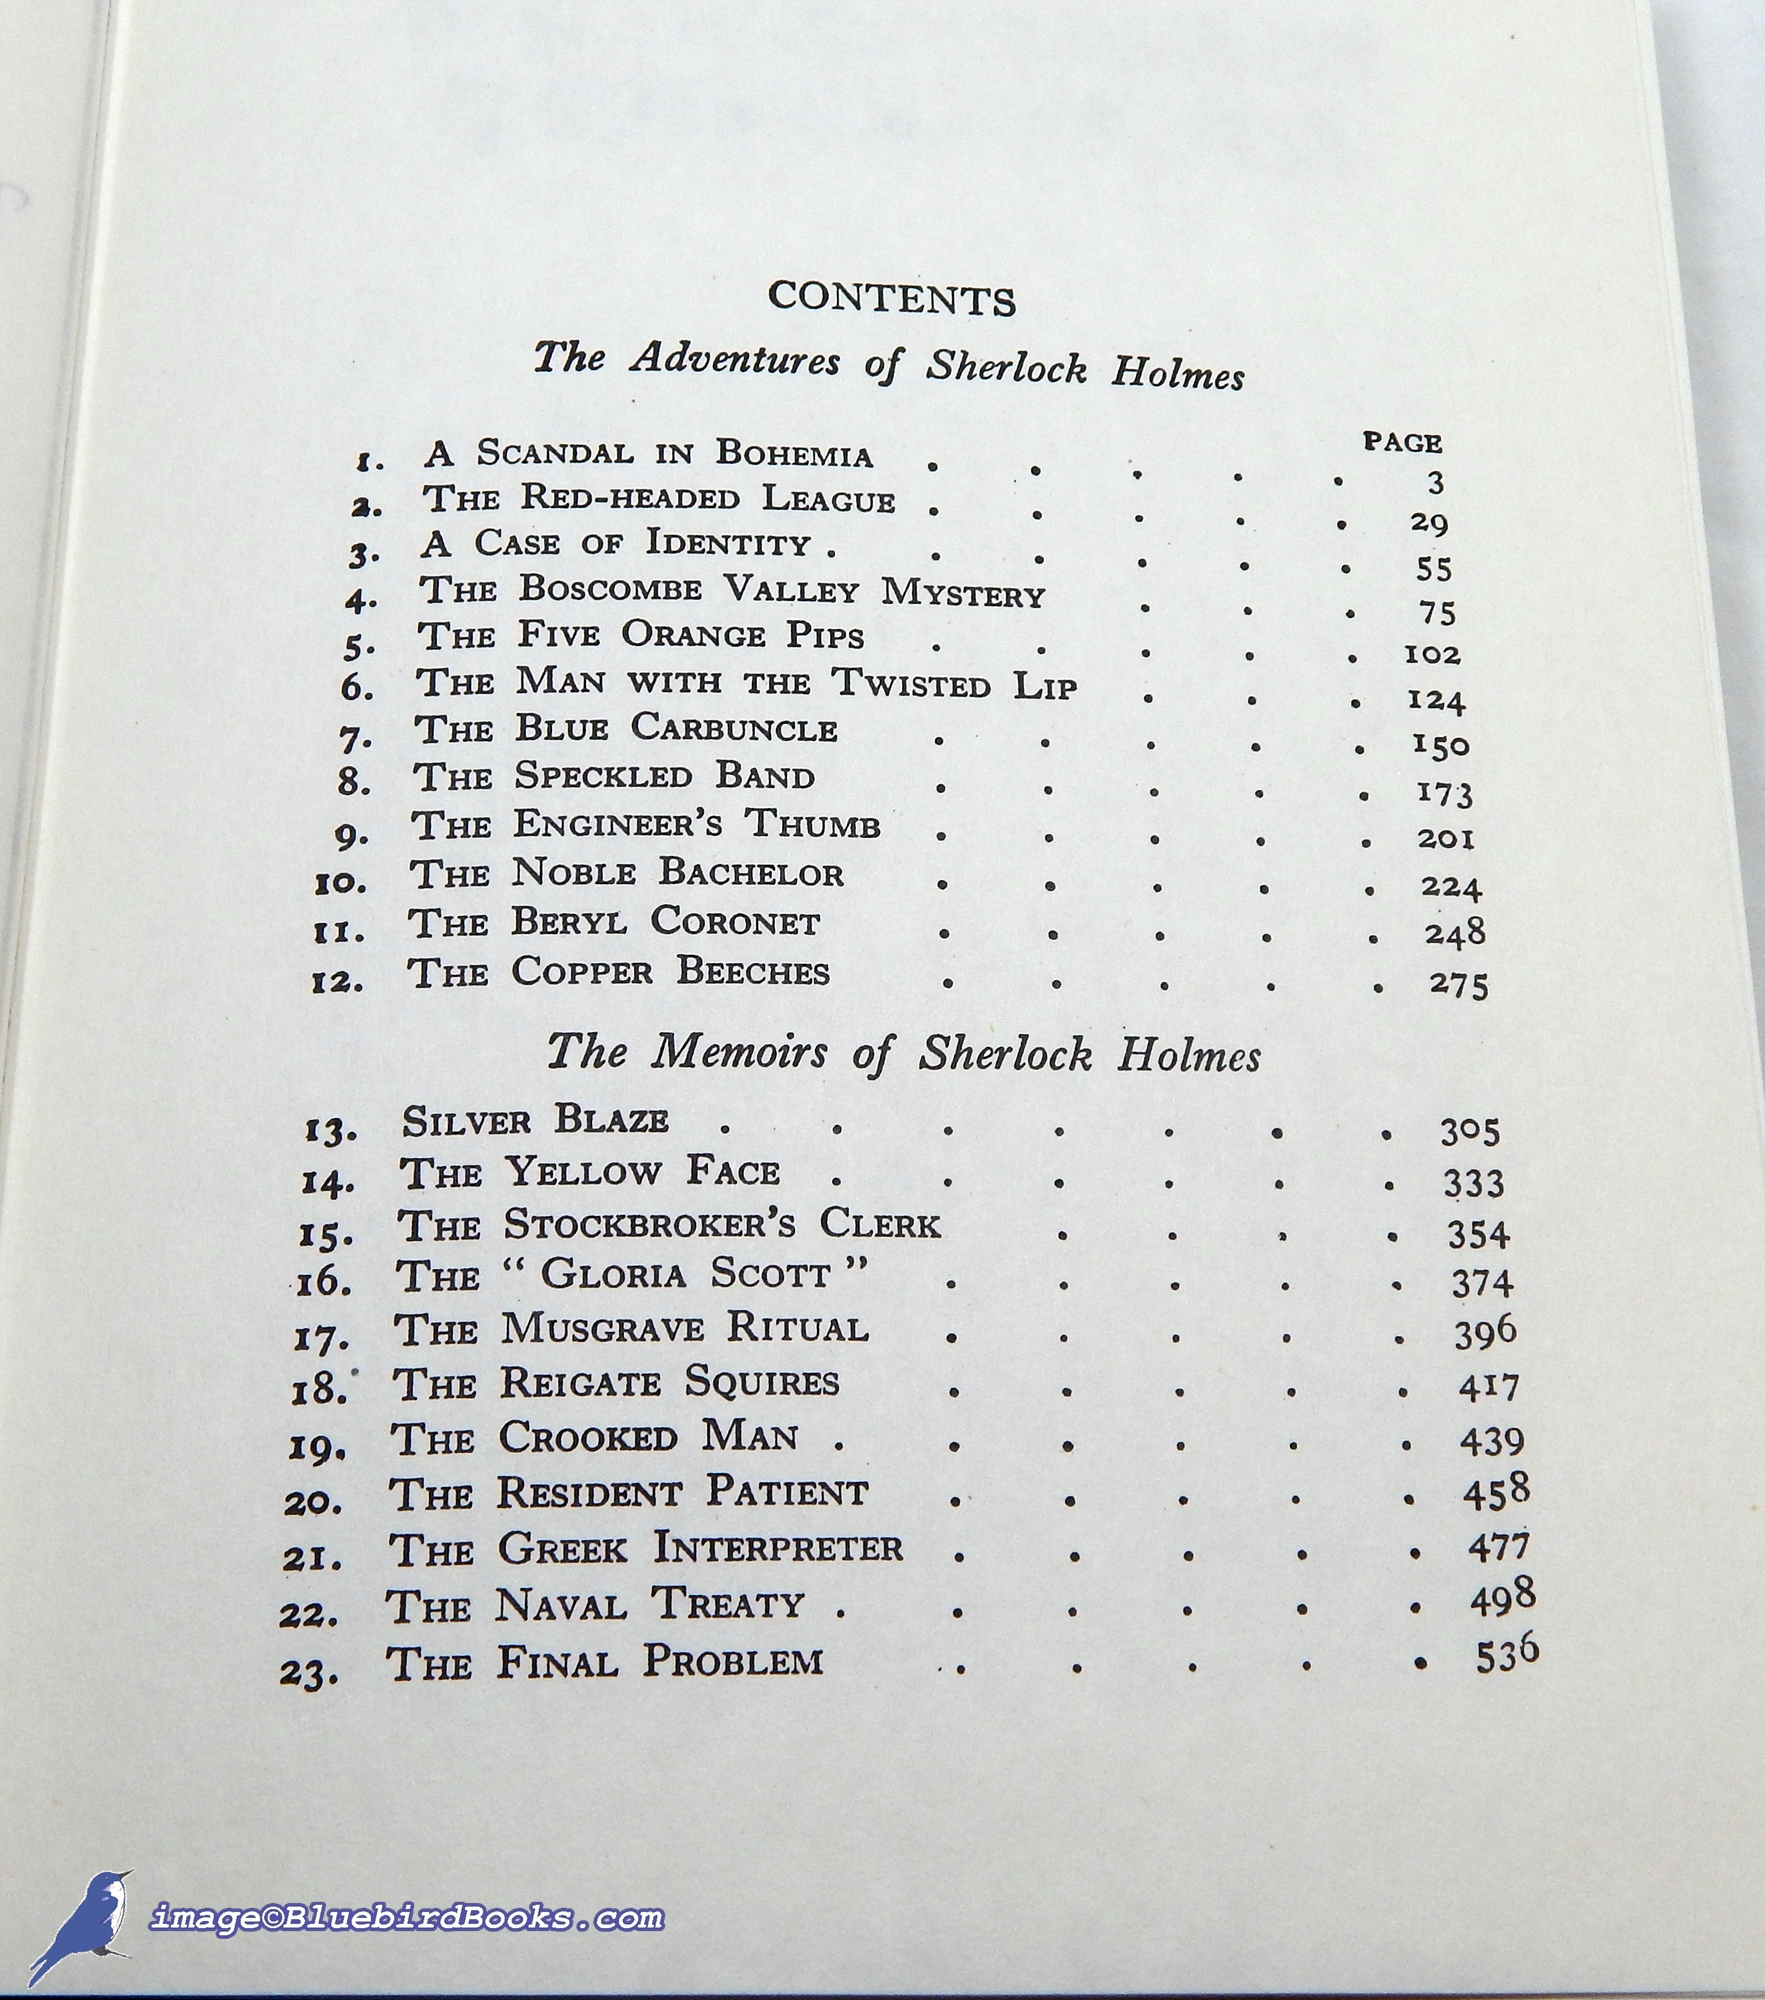 CONTENTS
The Adventures of Sherlock Holmes
PAGE
1. A SCANDAL IN BOHEMIA . . . . . 3
2. THE RED-HEADED LEAGUE . . . . . 29
3. A CASE OF IDENTITY . . . . . . 55
4. THE BOSCOMBE VALLEY MYSTERY . . . 75
5. THE FIVE ORANGE PIPS . . . . . 102
6. THE MAN WITH THE TWISTED LIP . . . 124
7. THE BLUE CARBUNCLE . . . . . 150
8. THE SPECKLED BAND . . . . . 173
9. THE ENGINEER'S THUMB . . . . . 201
10. THE NOBLE BACHELOR . . . . . 224
11. THE BERYL CORONET . . . . . 248
12. THE COPPER BEECHES . . . . . 275
The Memoirs of Sherlock Holmes
13. SILVER BLAZE . . . . . . . 305
14. THE YELLOW FACE . . . . . . 333
15. THE STOCKBROKER'S CLERK . . . . 354
16. THE “ GLORIA SCOTT ” . . . . . 374
17. THE MUSGRAVE RITUAL . . . . . 396
18. THE REIGATE SQUIRES . . . . . 417
19. THE CROOKED MAN . . . . . . 439
20. THE RESIDENT PATIENT . . . . . 458
21. THE GREEK INTERPRETER . . . . . 477
22. THE NAVAL TREATY . . . . . . 498
23. THE FINAL PROBLEM . . . . . 536
image©BluebirdBooks.com